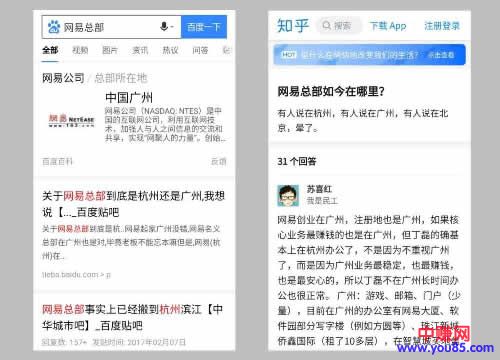 网易总部
百度一下
全部 视频 图片 资讯 热议 问答
网易公司 / 总部所在地
中国广州
网易公司（NASDAQ: NTES）是中
国的互联网公司，利用互联网技
术，加强人与人之间信息的交流和
共享，实现“网聚人的力量”。创始...
網易 NETEASE
www.163.com
百度百科
反馈
关于网易总部到底是杭州还是广州,我想
说【..._百度贴吧
关于网易总部到底是杭..网易起家广州没错,网易名义
总部在广州也是对,毕竟老板不能忘本嘛但是,网易(杭
州)在...
tieba.baidu.com
网易总部事实上已经搬到杭州滨江【中
华城市吧】_百度贴吧
回复数: 157+ 发贴时间: 2017年02月07日
知乎
搜索
下载 App
注册登录
HOT 是什么在悄悄地改变我们的生活？ 点击查看
网易总部如今在哪里？
有人说在杭州，有人说在广州，有人说在北
京，晕了。
31 个回答
苏喜红
我是民工
网易创业在广州，注册地也是广州，如果核
心业务最赚钱的也是在广州，但丁磊的确基
本上在杭州办公了，不是因为不重视广州
了，而是因为广州业务最稳定，也最赚钱，
也是最安心的，所以丁磊不在广州长时间办
公也很正常。 广州：游戏、邮箱、门户（少
量），目前在广州的办公室有网易大厦、软
件园部分写字楼（例如方圆等）、珠江新城
侨鑫国际（租了10多层），在智慧城
中赚网
www.you85.com